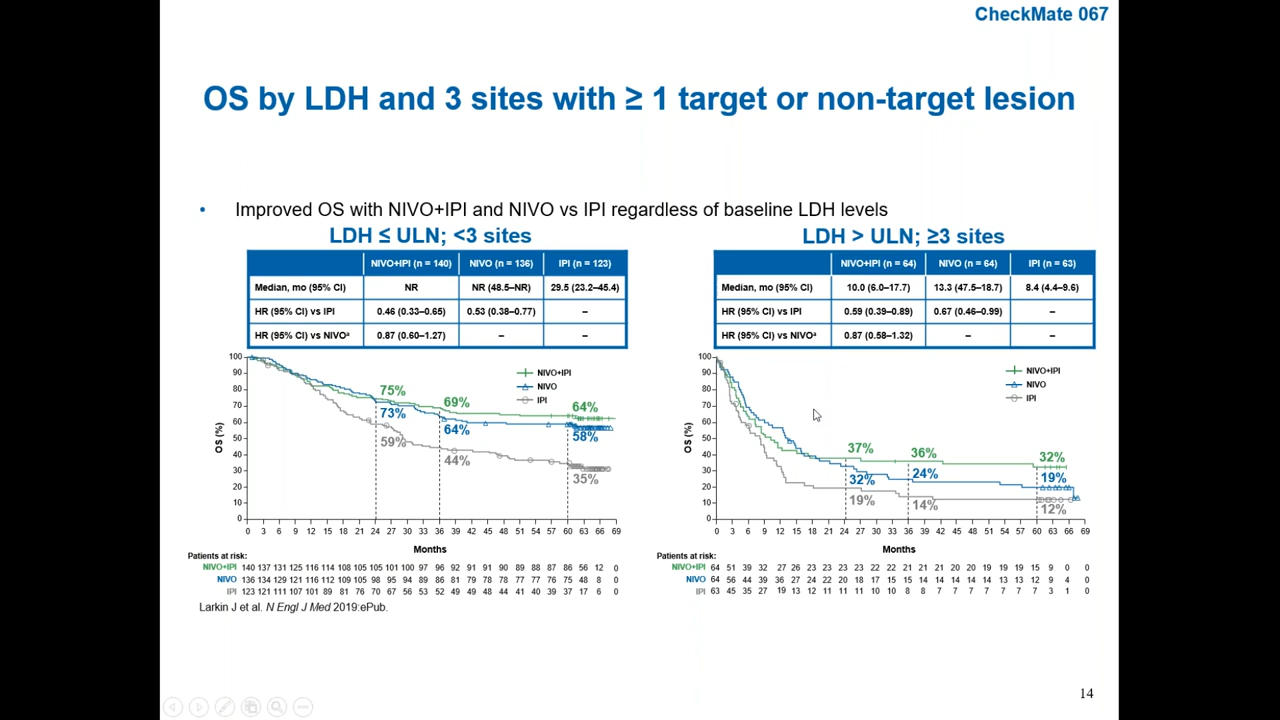 CheckMate 067
OS by LDH and 3 sites with ≥ 1 target or non-target lesion
• Improved OS with NIVO+IPI and NIVO vs IPI regardless of baseline LDH levels
LDH ≤ ULN; <3 sites
NIVO+IPI (n = 140) NIVO (n = 136) IPI (n = 123)
Median, mo (95% CI) NR NR (48.5–NR) 29.5 (23.2–45.4)
HR (95% CI) vs IPI 0.46 (0.33–0.65) 0.53 (0.38–0.77) –
HR (95% CI) vs NIVOª 0.87 (0.60–1.27) – –
OS (%)
100
90
80
70
60
50
40
30
20
10
0
NIVO+IPI
NIVO
IPI
75% 69% 64%
73% 64% 58%
59% 44% 35%
0 3 6 9 12 15 18 21 24 27 30 33 36 39 42 45 48 51 54 57 60 63 66 69
Months
Patients at risk:
NIVO+IPI 140 137 131 125 116 114 108 105 105 101 100 97 96 92 91 91 90 89 88 87 86 56 12 0
NIVO 136 134 129 121 116 112 109 105 98 94 95 94 89 86 81 79 78 78 77 77 76 75 48 8 0
IPI 123 121 111 107 101 89 81 76 70 66 56 53 52 49 49 48 44 41 40 39 37 17 6 0
LDH > ULN; ≥3 sites
NIVO+IPI (n = 64) NIVO (n = 64) IPI (n = 63)
Median, mo (95% CI) 10.0 (6.0–17.7) 13.3 (47.5–18.7) 8.4 (4.4–9.6)
HR (95% CI) vs IPI 0.59 (0.39–0.89) 0.67 (0.46–0.99) –
HR (95% CI) vs NIVOª 0.87 (0.58–1.32) – –
OS (%)
100
90
80
70
60
50
40
30
20
10
0
NIVO+IPI
NIVO
IPI
37% 36% 32%
32% 24% 19%
19% 14% 12%
0 3 6 9 12 15 18 21 24 27 30 33 36 39 42 45 48 51 54 57 60 63 66 69
Months
Patients at risk:
NIVO+IPI 64 51 39 32 27 26 23 23 23 22 22 22 21 21 21 20 20 19 19 19 15 9 0 0
NIVO 64 56 44 39 36 27 24 22 20 18 17 15 15 14 14 14 14 13 13 12 12 9 4 0
IPI 63 45 35 27 19 13 12 11 11 11 10 10 8 8 7 7 7 7 7 7 7 3 1 0
Larkin J et al. N Engl J Med 2019:ePub.
14